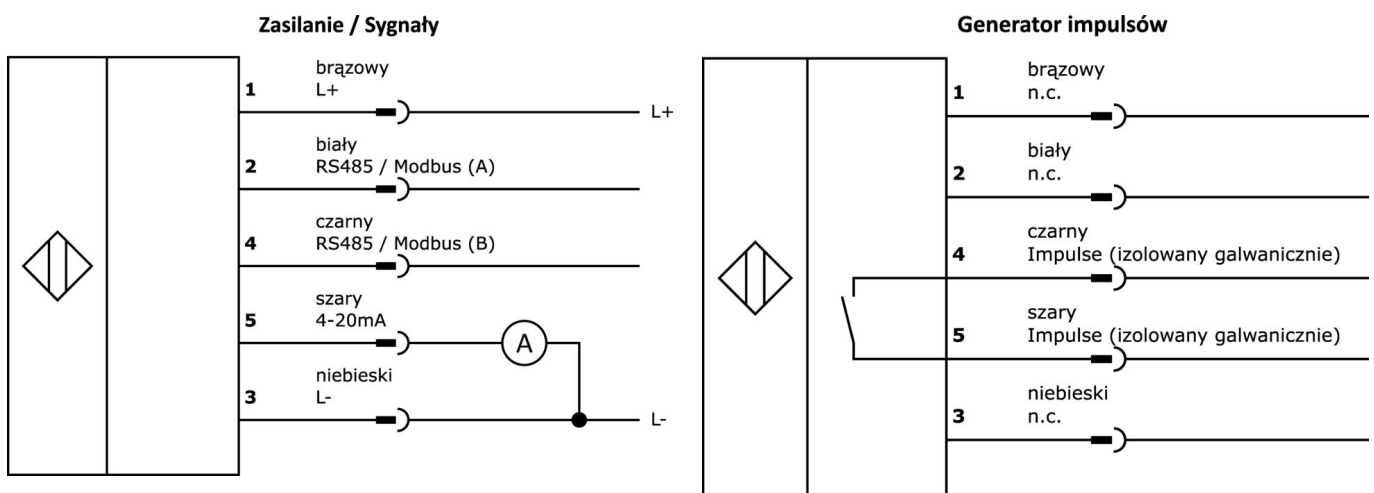 Zasilanie / Sygnały
brązowy
1 L+
L+
biały
2 RS485 / Modbus (A)
czarny
4 RS485 / Modbus (B)
szary
5 4-20mA
A
niebieski
3 L-
L-
Generator impulsów
brązowy
1 n.c.
biały
2 n.c.
czarny
4 Impulse (izolowany galwanicznie)
szary
5 Impulse (izolowany galwanicznie)
niebieski
3 n.c.